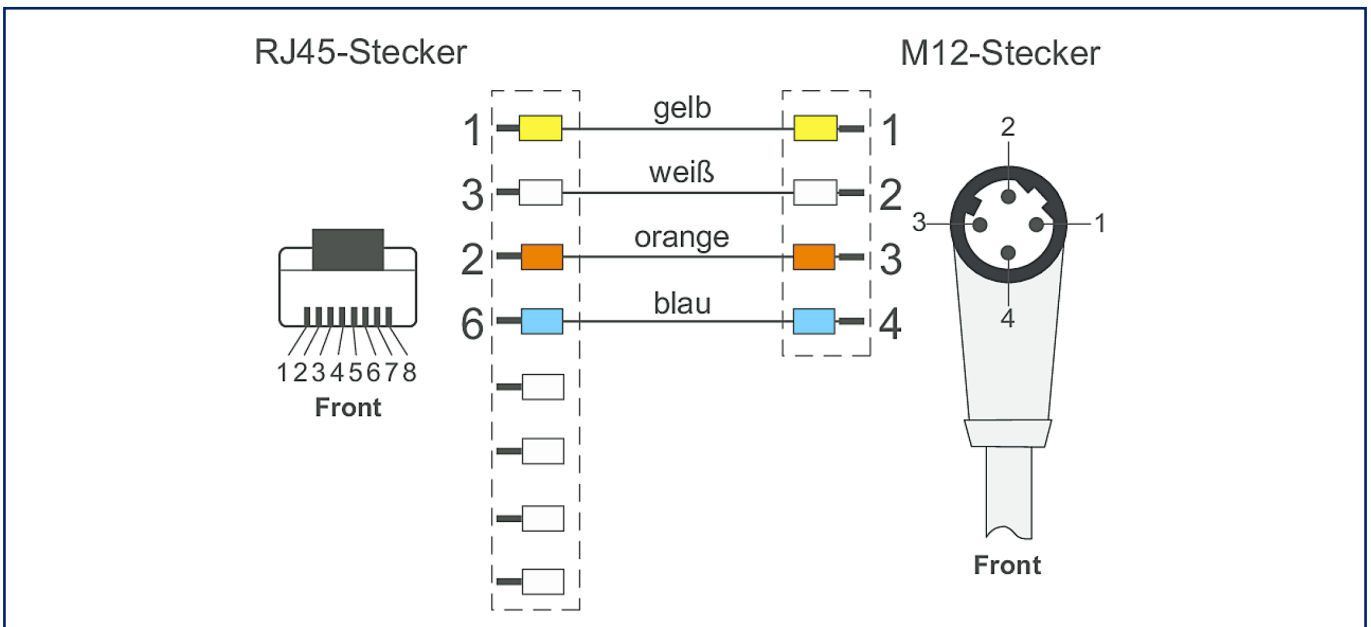 RJ45-Stecker
M12-Stecker
1 gelb 1
3 weiß 2
2 orange 3
6 blau 4
12345678
Front
2
3 1
4
Front